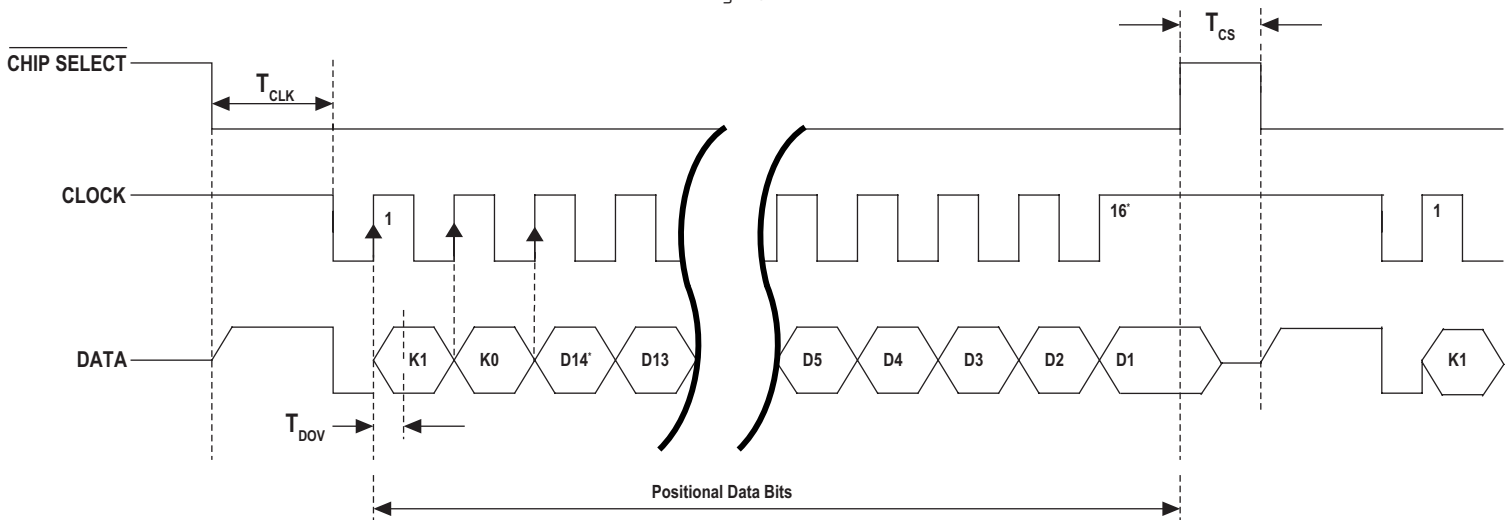 T_CS
CHIP SELECT
T_CLK
CLOCK
1
16*
1
DATA
K1
K0
D14*
D13
D5
D4
D3
D2
D1
K1
T_DOV
Positional Data Bits